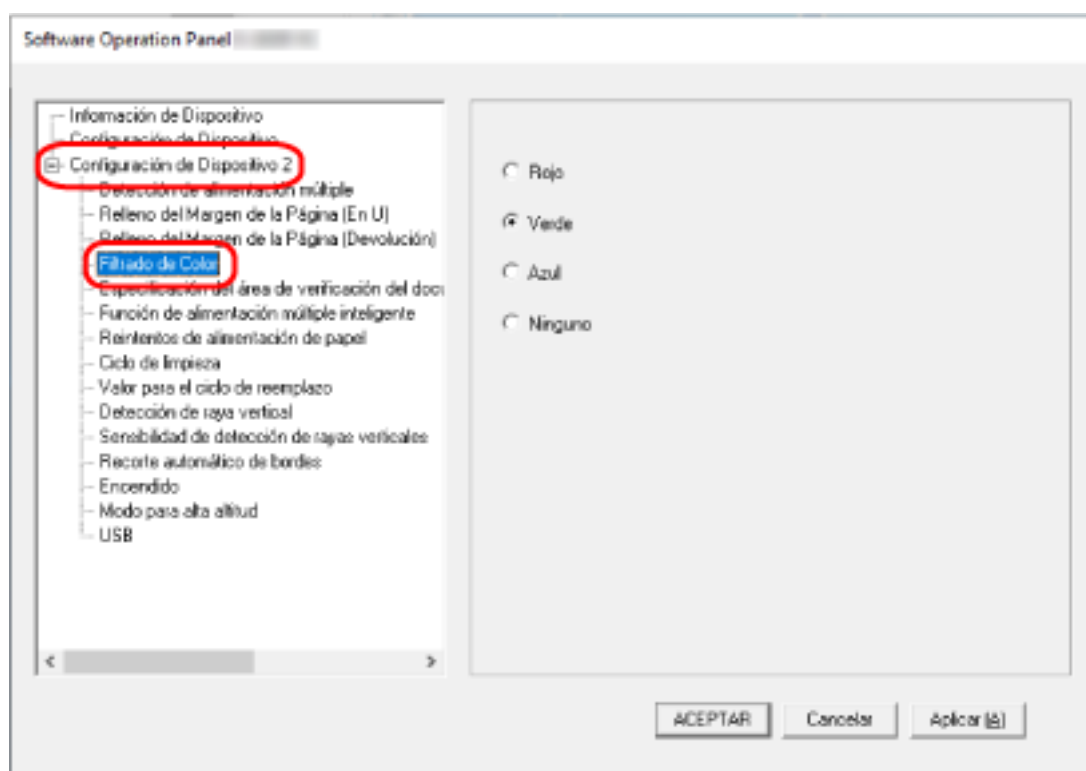 Software Operation Panel
Información de Dispositivo
Configuración de Dispositivo
Configuración de Dispositivo 2
Detección de alimentación múltiple
Relleno del Margen de la Página (En U)
Relleno del Margen de la Página (Devolución)
Filtrado de Color
Especificación del área de verificación del docu
Función de alimentación múltiple inteligente
Reintentos de alimentación de papel
Ciclo de limpieza
Valor para el ciclo de reemplazo
Detección de raya vertical
Sensibilidad de detección de rayas verticales
Recorte automático de bordes
Encendido
Modo para alta altitud
USB
Rojo
Verde
Azul
Ninguno
ACEPTAR Cancelar Aplicar (A)